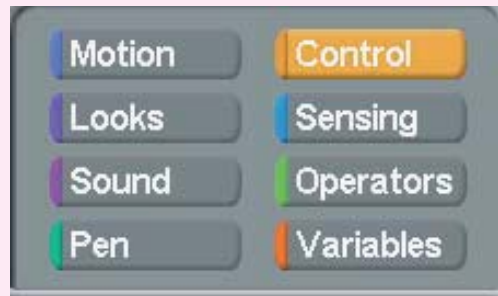 Motion Control
Looks Sensing
Sound Operators
Pen Variables